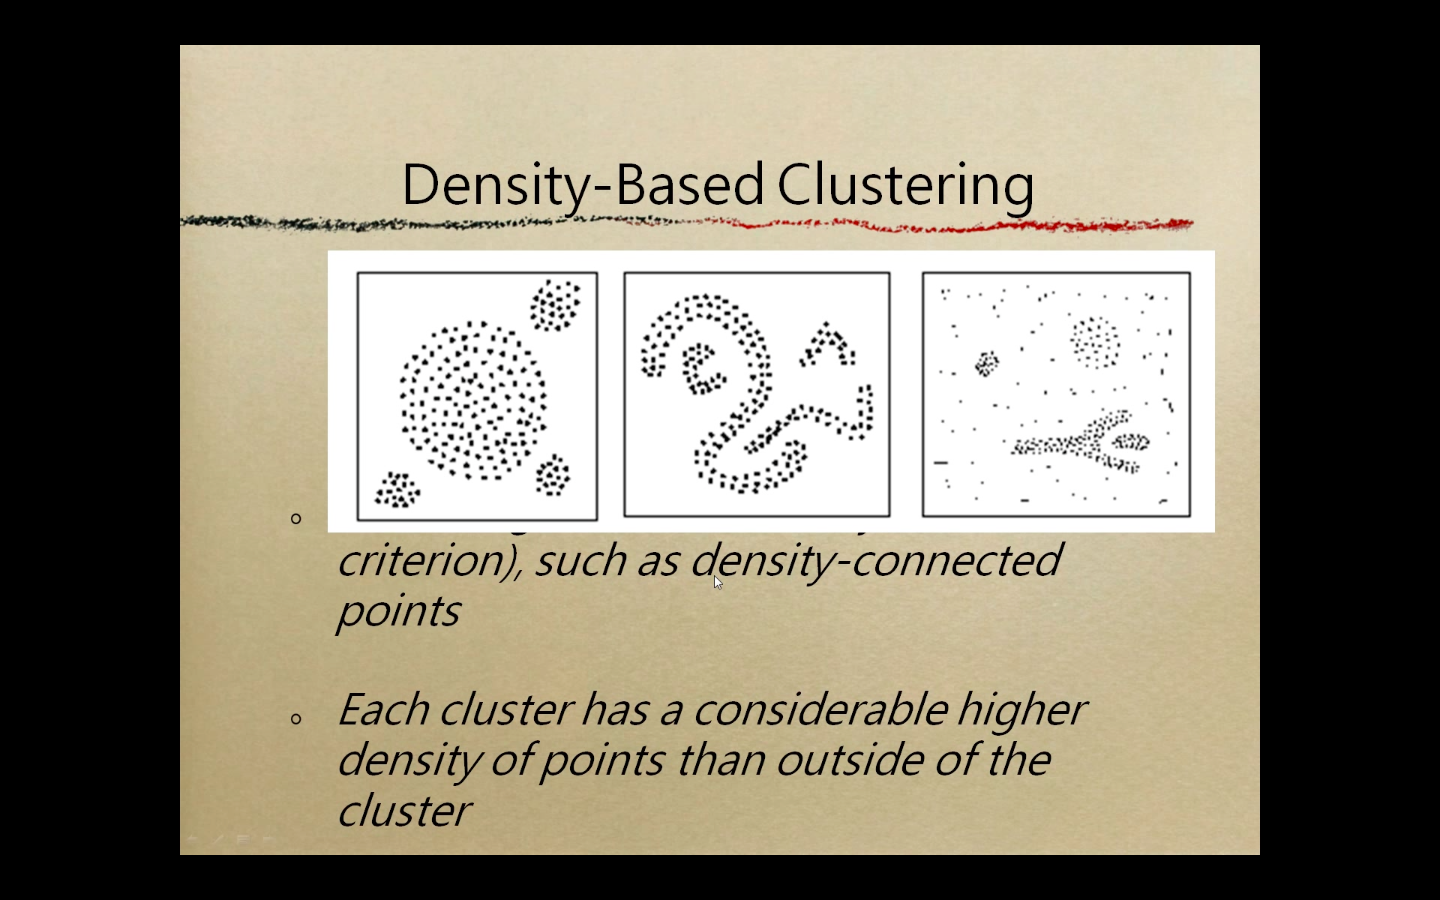 Density-Based Clustering
criterion), such as density-connected
points
Each cluster has a considerable higher
density of points than outside of the
cluster